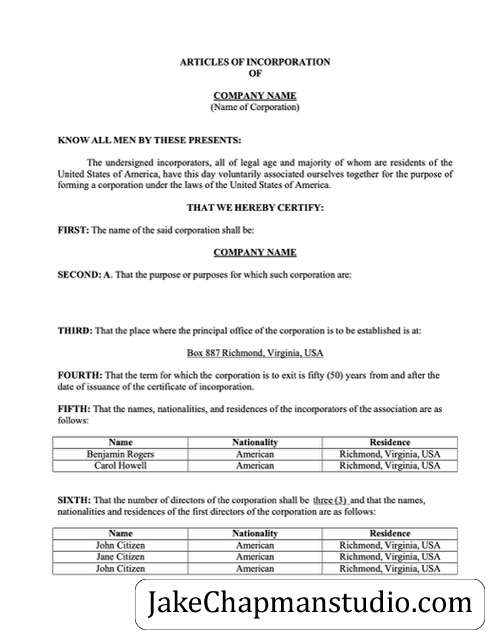 ARTICLES OF INCORPORATION
OF
COMPANY NAME
(Name of Corporation)
KNOW ALL MEN BY THESE PRESENTS:
The undersigned incorporators, all of legal age and majority of whom are residents of the
United States of America, have this day voluntarily associated ourselves together for the purpose of
forming a corporation under the laws of the United States of America.
THAT WE HEREBY CERTIFY:
FIRST: The name of the said corporation shall be:
COMPANY NAME
SECOND: A. That the purpose or purposes for which such corporation are:
THIRD: That the place where the principal office of the corporation is to be established is at:
Box 887 Richmond, Virginia, USA
FOURTH: That the term for which the corporation is to exit is fifty (50) years from and after the
date of issuance of the certificate of incorporation.
FIFTH: That the names, nationalities, and residences of the incorporators of the association are as
follows:
Name Nationality Residence
Benjamin Rogers American Richmond, Virginia, USA
Carol Howell American Richmond, Virginia, USA
SIXTH: That the number of directors of the corporation shall be three (3) and that the names,
nationalities and residences of the first directors of the corporation are as follows:
Name Nationality Residence
John Citizen American Richmond, Virginia, USA
Jane Citizen American Richmond, Virginia, USA
John Citizen American Richmond, Virginia, USA
JakeChapmanstudio.com